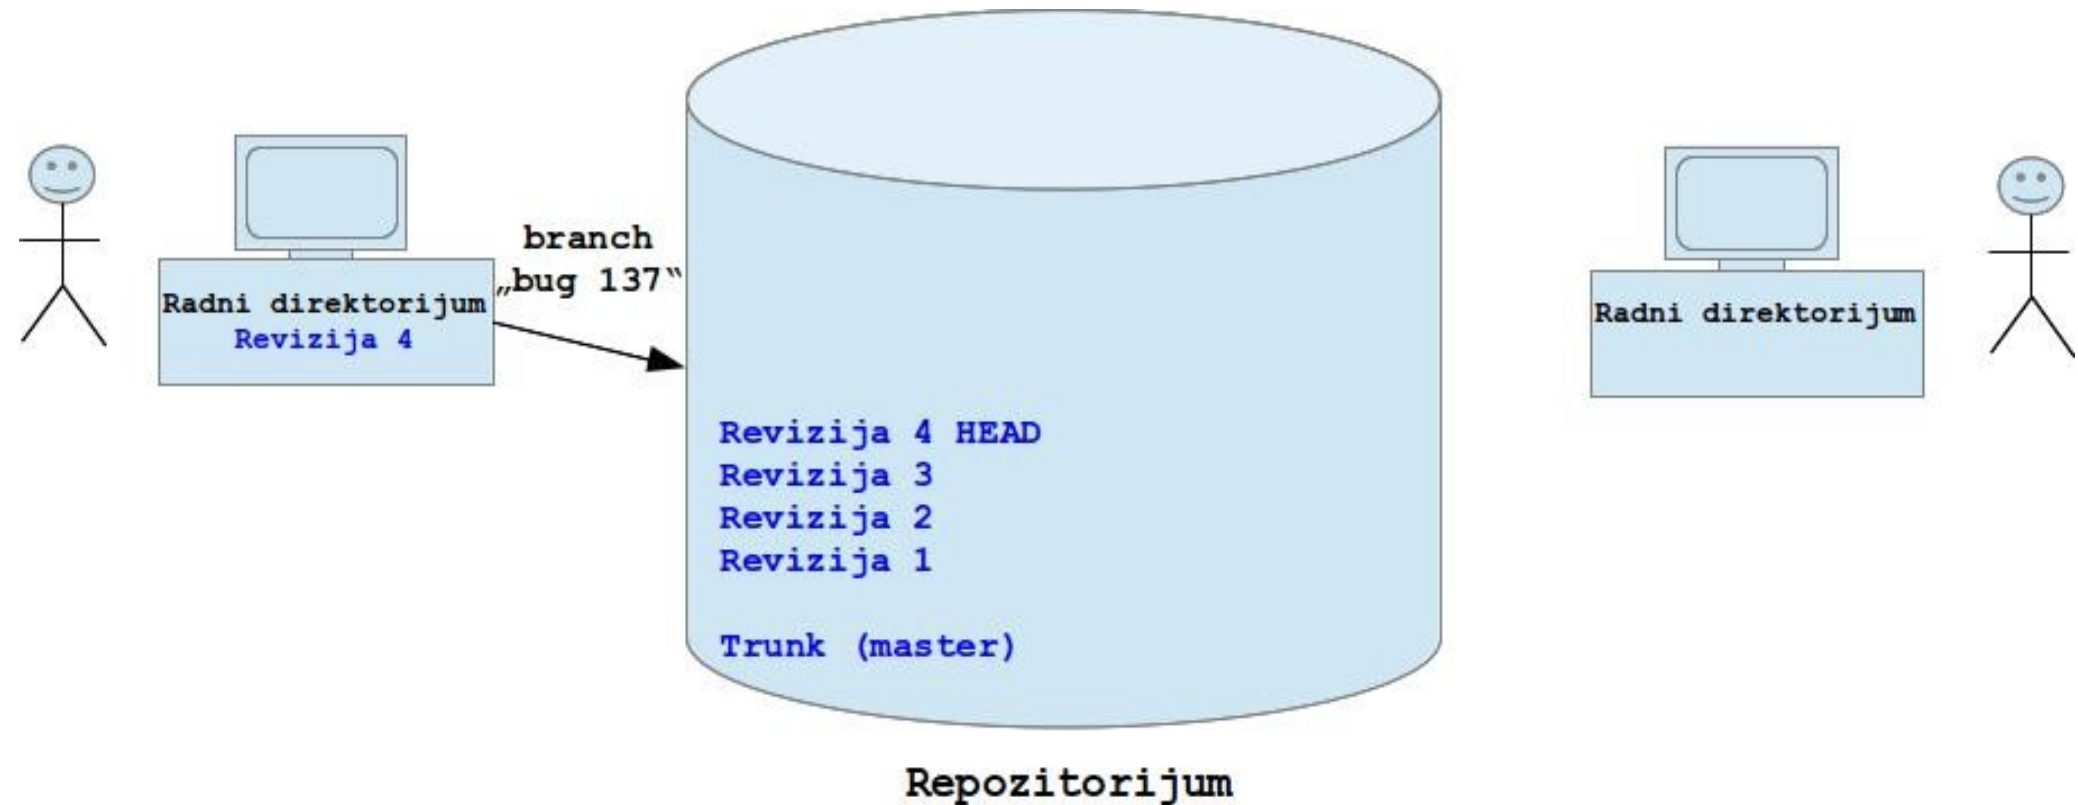 branch
„bug 137“
Radni direktorijum
Revizija 4
Radni direktorijum
Revizija 4 HEAD
Revizija 3
Revizija 2
Revizija 1
Trunk (master)
Repozitorijum